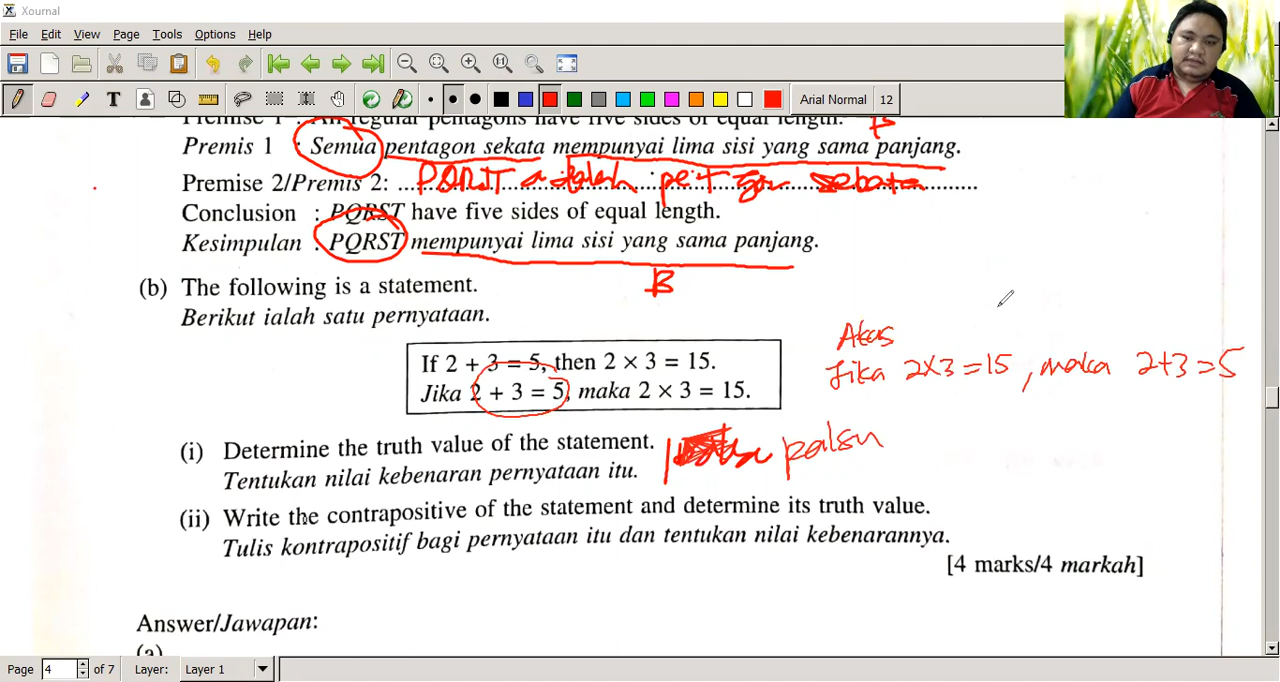 Xournal
File Edit View Page Tools Options Help
Arial Normal 12
Premise 1 : All regular pentagons have five sides of equal length.
Premis 1 : Semua pentagon sekata mempunyai lima sisi yang sama panjang.
Premise 2/Premis 2: PQRST adalah
Conclusion : PQRST have five sides of equal length.
Kesimpulan : PQRST mempunyai lima sisi yang sama panjang.
B
(b) The following is a statement.
Berikut ialah satu pernyataan.
Akas
If 2 + 3 = 5, then 2 × 3 = 15.
Jika 2 + 3 = 5, maka 2 × 3 = 15.
Jika 2×3 = 15, maka 2+3 = 5
(i) Determine the truth value of the statement.
palsu
Tentukan nilai kebenaran pernyataan itu.
(ii) Write the contrapositive of the statement and determine its truth value.
Tulis kontrapositif bagi pernyataan itu dan tentukan nilai kebenarannya.
[4 marks/4 markah]
Answer/Jawapan:
(a)
Page 4 of 7 Layer: Layer 1